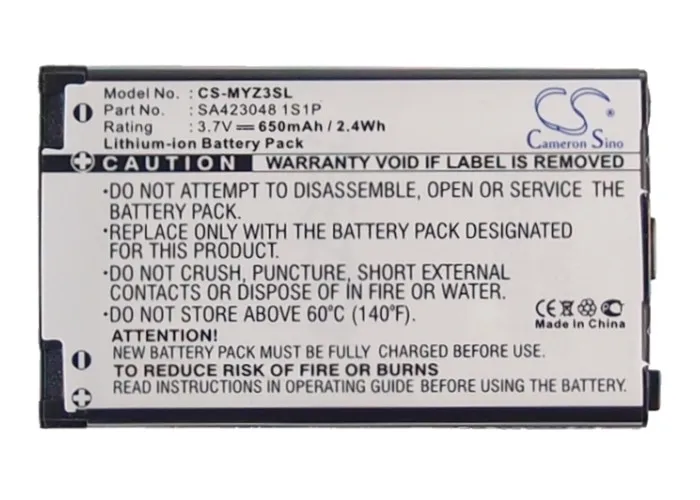 Model No. : CS-MYZ3SL
Part No. : SA423048 1S1P
Rating : 3.7V⎓650mAh / 2.4Wh
Lithium-ion Battery Pack
CS
Cameron Sino
CAUTION WARRANTY VOID IF LABEL IS REMOVED
•DO NOT ATTEMPT TO DISASSEMBLE, OPEN OR SERVICE THE
BATTERY PACK.
•REPLACE ONLY WITH THE BATTERY PACK DESIGNATED
FOR THIS PRODUCT.
•DO NOT CRUSH, PUNCTURE, SHORT EXTERNAL
CONTACTS OR DISPOSE OF IN FIRE OR WATER
•DO NOT STORE ABOVE 60°C (140°F).
CE
Made In China
ATTENTION!
NEW BATTERY PACK MUST BE FULLY CHARGED BEFORE USE
TO REDUCE RISK OF FIRE OR BURNS
READ INSTRUCTIONS IN OPERATING GUIDE BEFORE BATTERY USE.